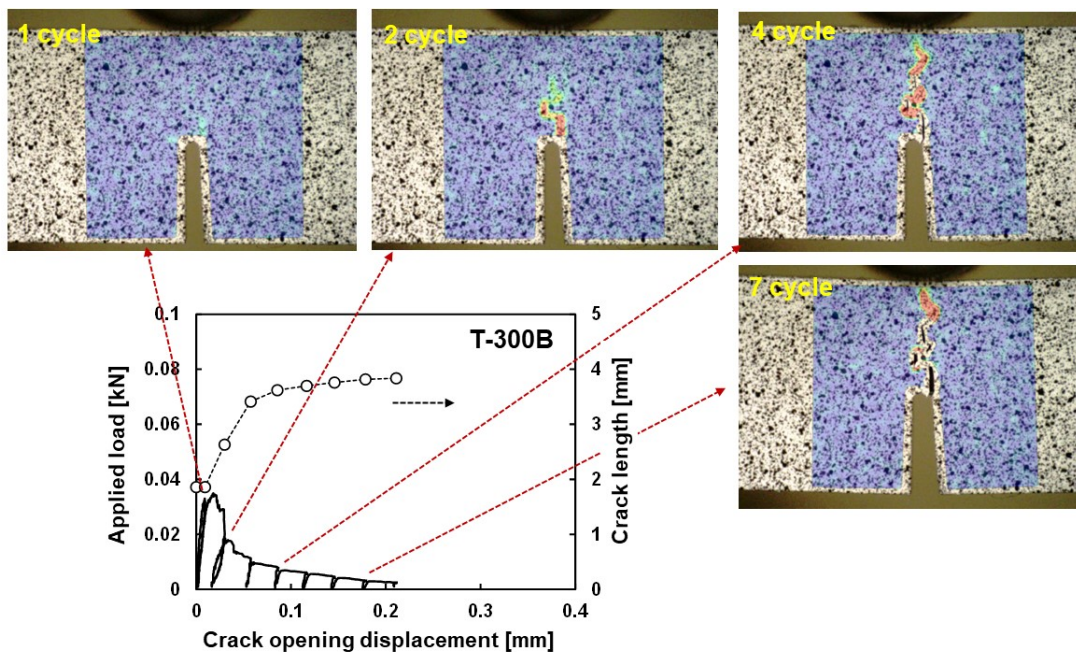 1 cycle
2 cycle
4 cycle
7 cycle
T-300B
0.1
0.08
0.06
0.04
0.02
0
5
4
3
2
1
0
0
0.1
0.2
0.3
0.4
Applied load [kN]
Crack length [mm]
Crack opening displacement [mm]